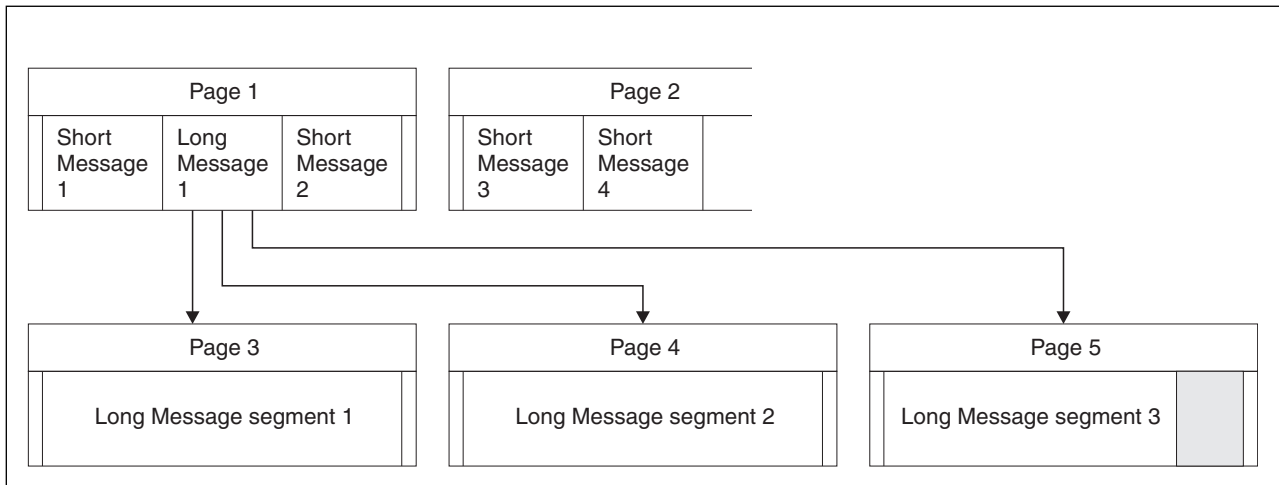 Page 1
Short
Message
1
Long
Message
1
Short
Message
2
Page 2
Short
Message
3
Short
Message
4
Page 3
Long Message segment 1
Page 4
Long Message segment 2
Page 5
Long Message segment 3